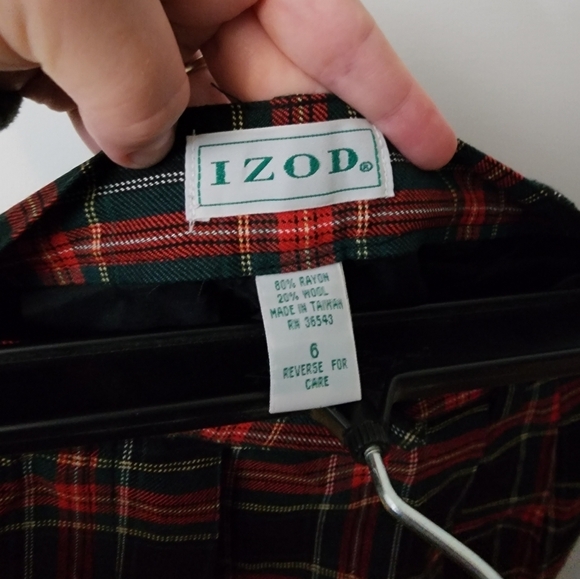 IZOD®
80% RAYON
20% WOOL
MADE IN TAIWAN
RN 36543
6
REVERSE FOR
CARE